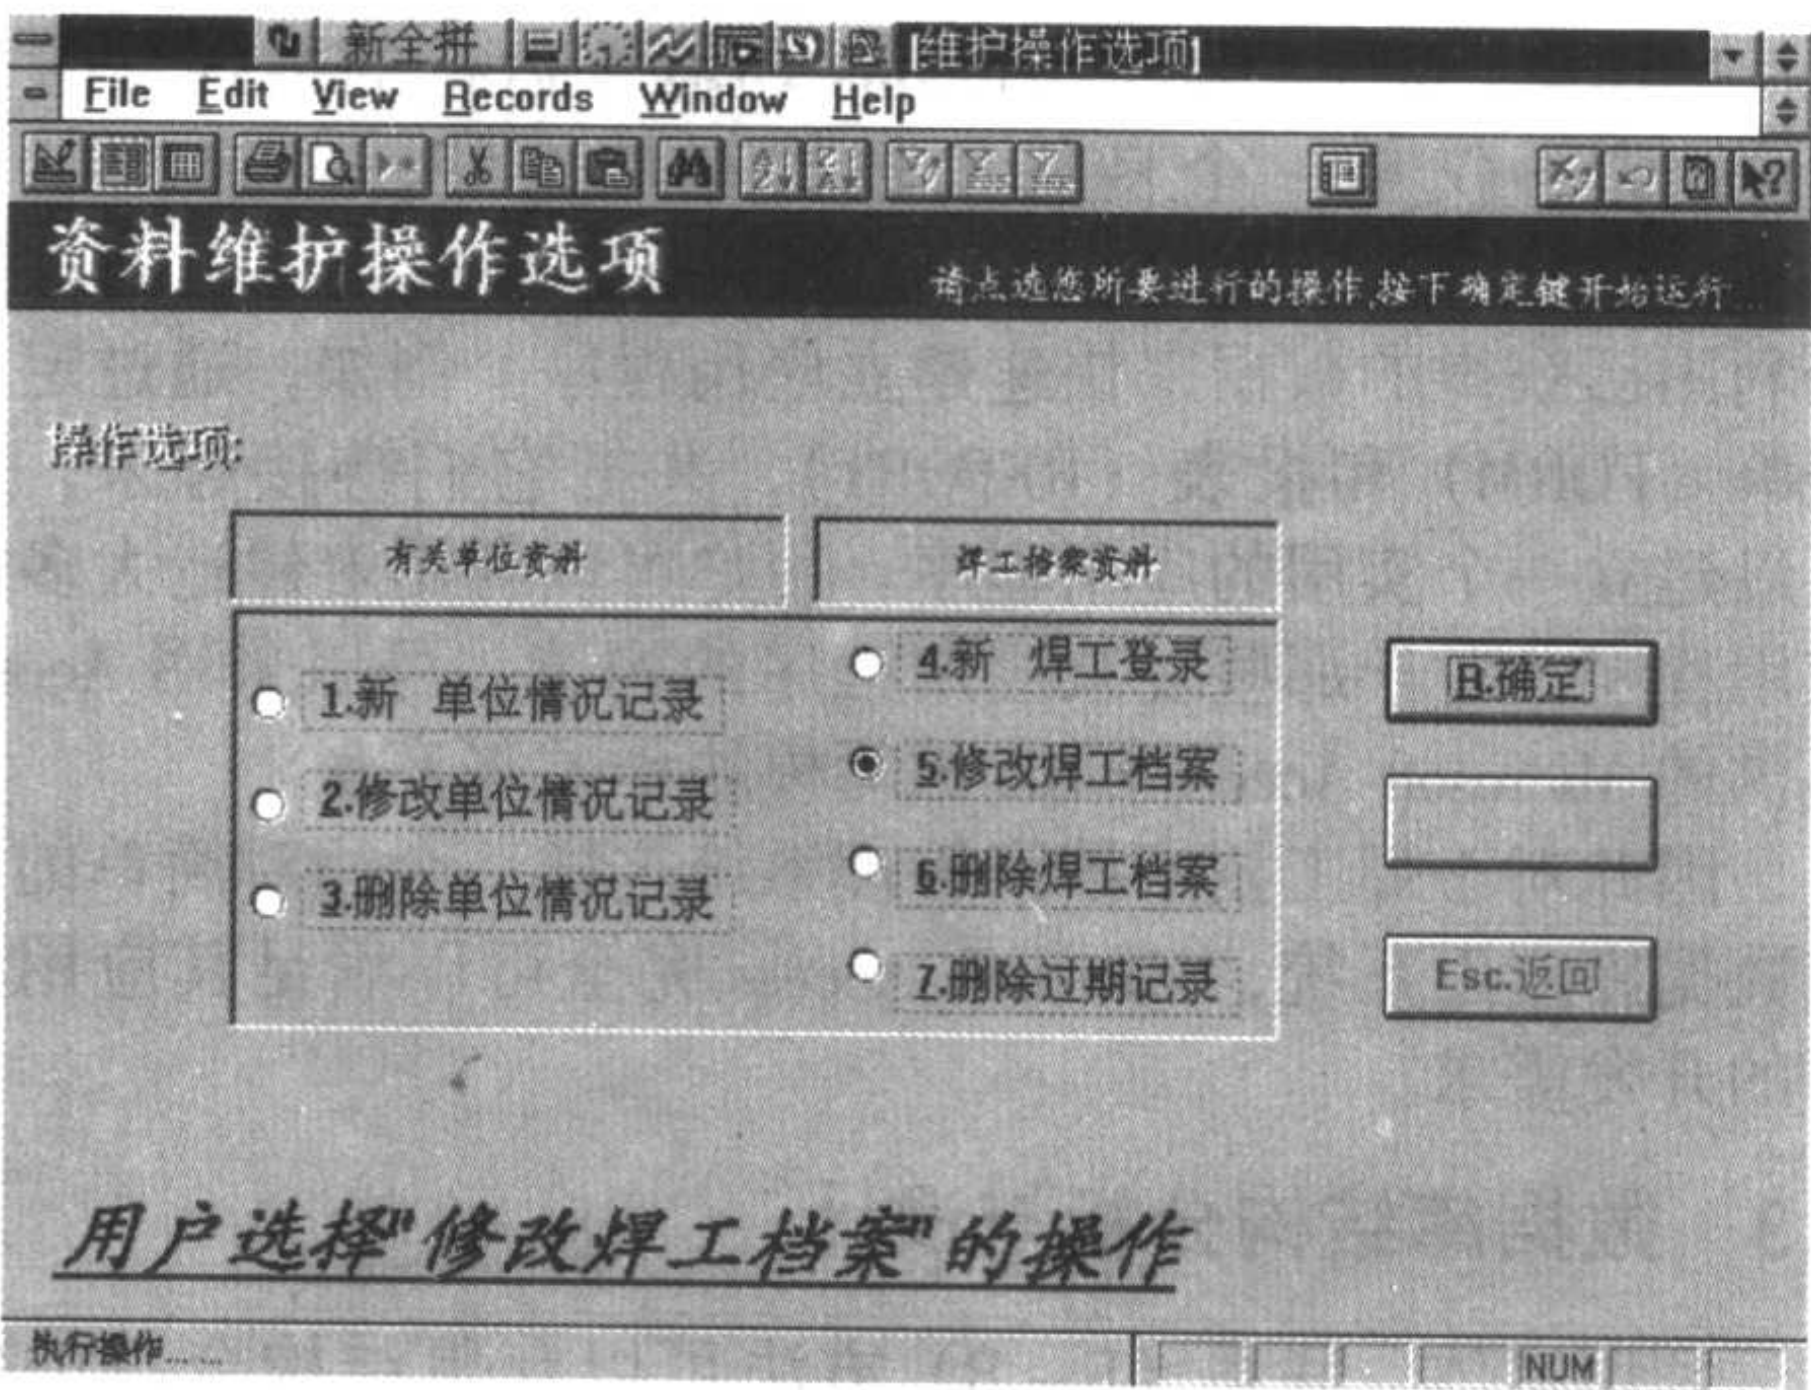 新全拼 [维护操作选项]
File Edit View Records Window Help
资料维护操作选项
请点选您所要进行的操作,按下确定键开始运行...
操作选项:
有关单位资料
焊工档案资料
1.新 单位情况记录
2.修改单位情况记录
3.删除单位情况记录
4.新 焊工登录
5.修改焊工档案
6.删除焊工档案
7.删除过期记录
R.确定
Esc.返回
用户选择"修改焊工档案"的操作
执行操作... ...
NUM